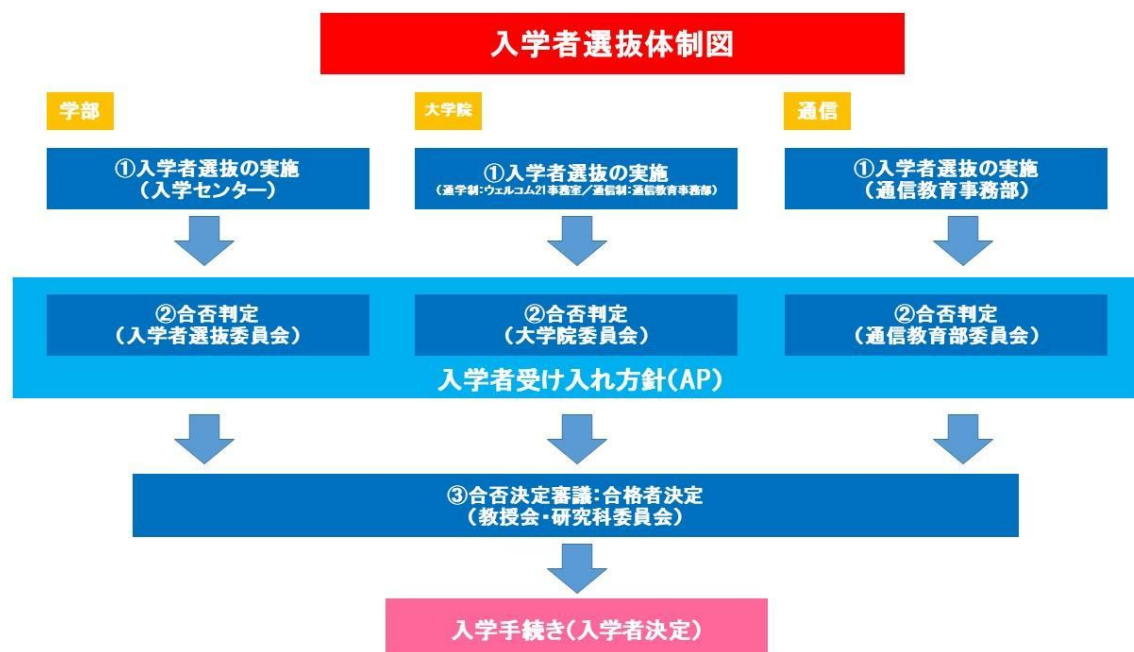 入学者選抜体制図
学部
大学院
通信
①入学者選抜の実施
（入学センター）
①入学者選抜の実施
（通学制：ウェルコム21事務室／通信制：通信教育事務部）
①入学者選抜の実施
（通信教育事務部）
②合否判定
（入学者選抜委員会）
②合否判定
（大学院委員会）
②合否判定
（通信教育部委員会）
入学者受け入れ方針（AP）
③合否決定審議：合格者決定
（教授会・研究科委員会）
入学手続き（入学者決定）